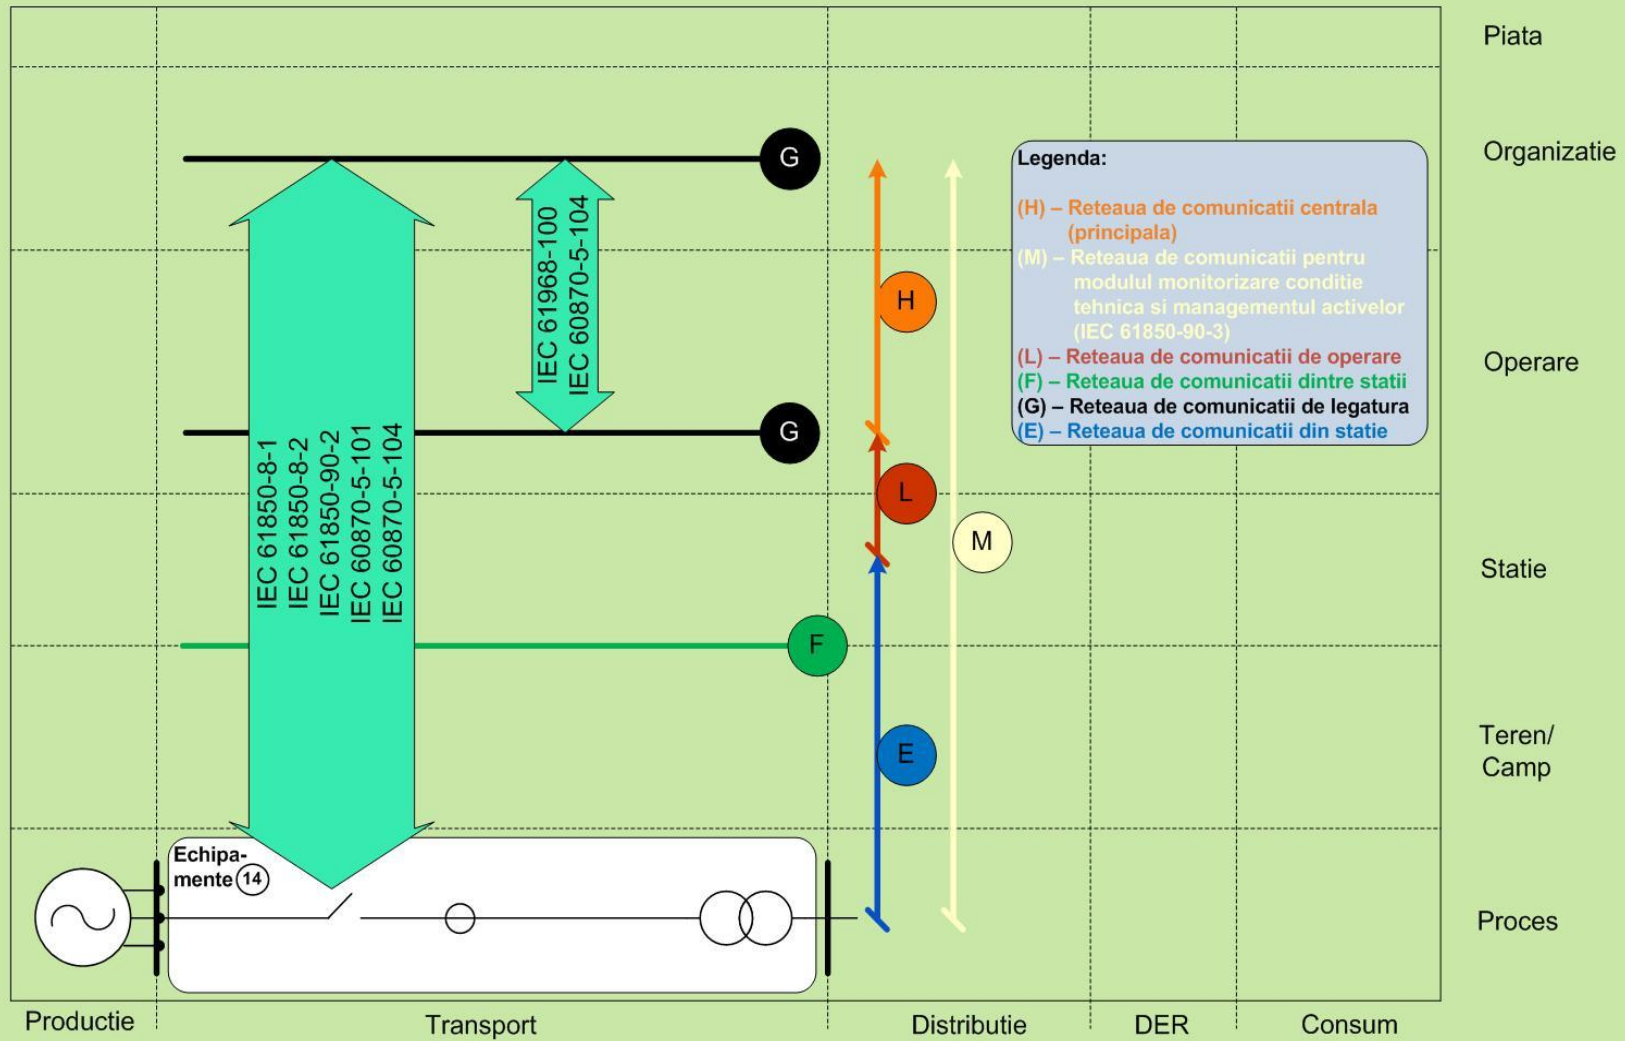 Piata
Organizatie
Operare
Statie
Teren/
Camp
Proces
G
G
F
H
L
M
E
IEC 61968-100
IEC 60870-5-104
IEC 61850-8-1
IEC 61850-8-2
IEC 61850-90-2
IEC 60870-5-101
IEC 60870-5-104
Legenda:
(H) – Reteaua de comunicatii centrala
(principala)
(M) – Reteaua de comunicatii pentru
modulul monitorizare conditie
tehnica si managementul activelor
(IEC 61850-90-3)
(L) – Reteaua de comunicatii de operare
(F) – Reteaua de comunicatii dintre statii
(G) – Reteaua de comunicatii de legatura
(E) – Reteaua de comunicatii din statie
Echipa-
mente 14
Productie
Transport
Distributie
DER
Consum